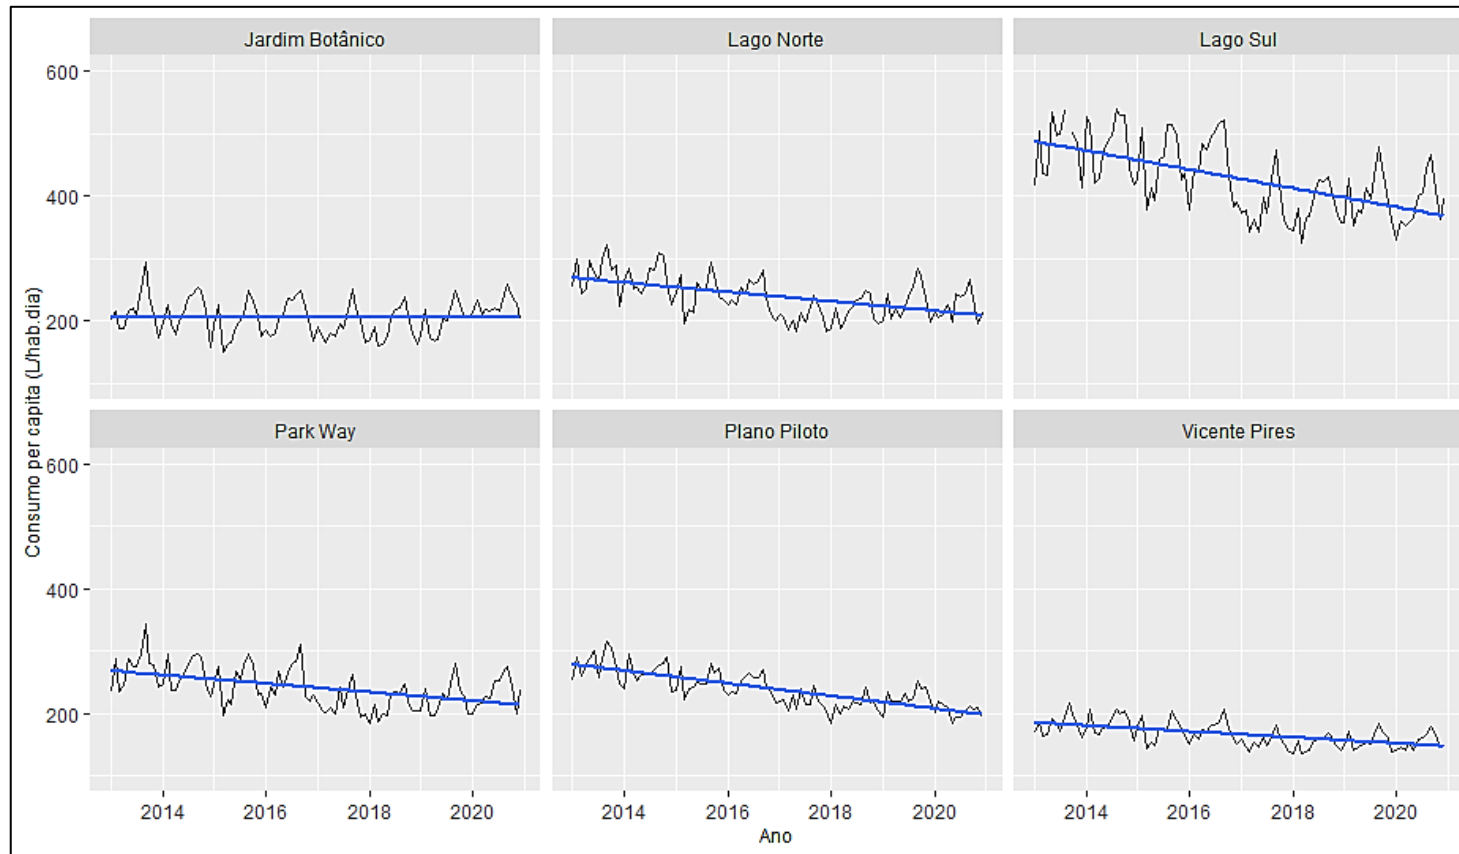 Jardim Botânico
Lago Norte
Lago Sul
600
400
200
Park Way
Plano Piloto
Vicente Pires
600
400
200
Consumo per capita (L/hab.dia)
2014 2016 2018 2020
2014 2016 2018 2020
2014 2016 2018 2020
Ano